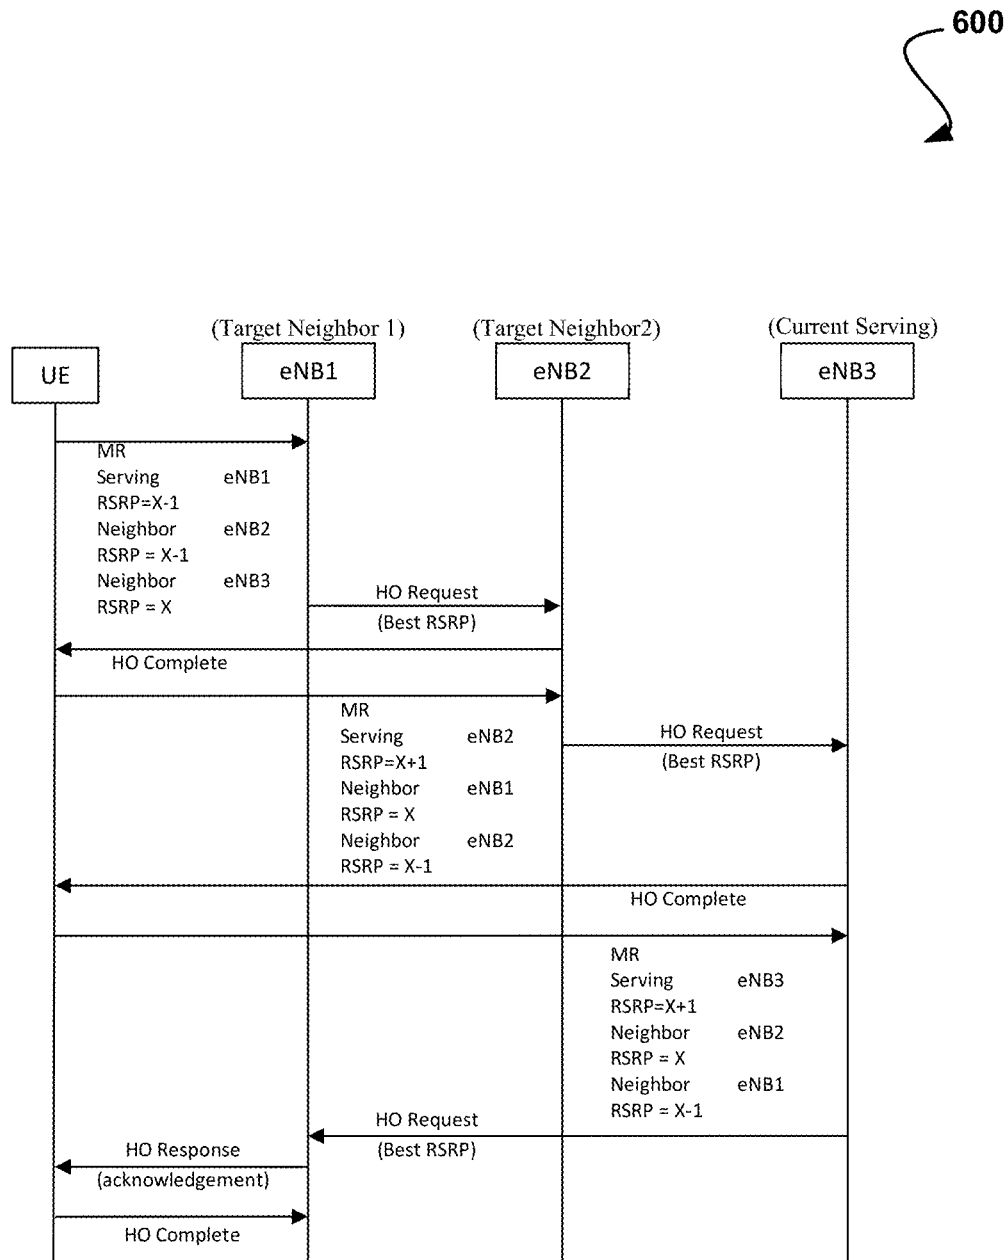 600
(Target Neighbor 1) (Target Neighbor2) (Current Serving)
UE eNB1 eNB2 eNB3
MR
Serving eNB1
RSRP=X-1
Neighbor eNB2
RSRP = X-1
Neighbor eNB3
RSRP = X
HO Request
(Best RSRP)
HO Complete
MR
Serving eNB2
RSRP=X+1
Neighbor eNB1
RSRP = X
Neighbor eNB2
RSRP = X-1
HO Request
(Best RSRP)
HO Complete
MR
Serving eNB3
RSRP=X+1
Neighbor eNB2
RSRP = X
Neighbor eNB1
RSRP = X-1
HO Request
(Best RSRP)
HO Response
(acknowledgement)
HO Complete